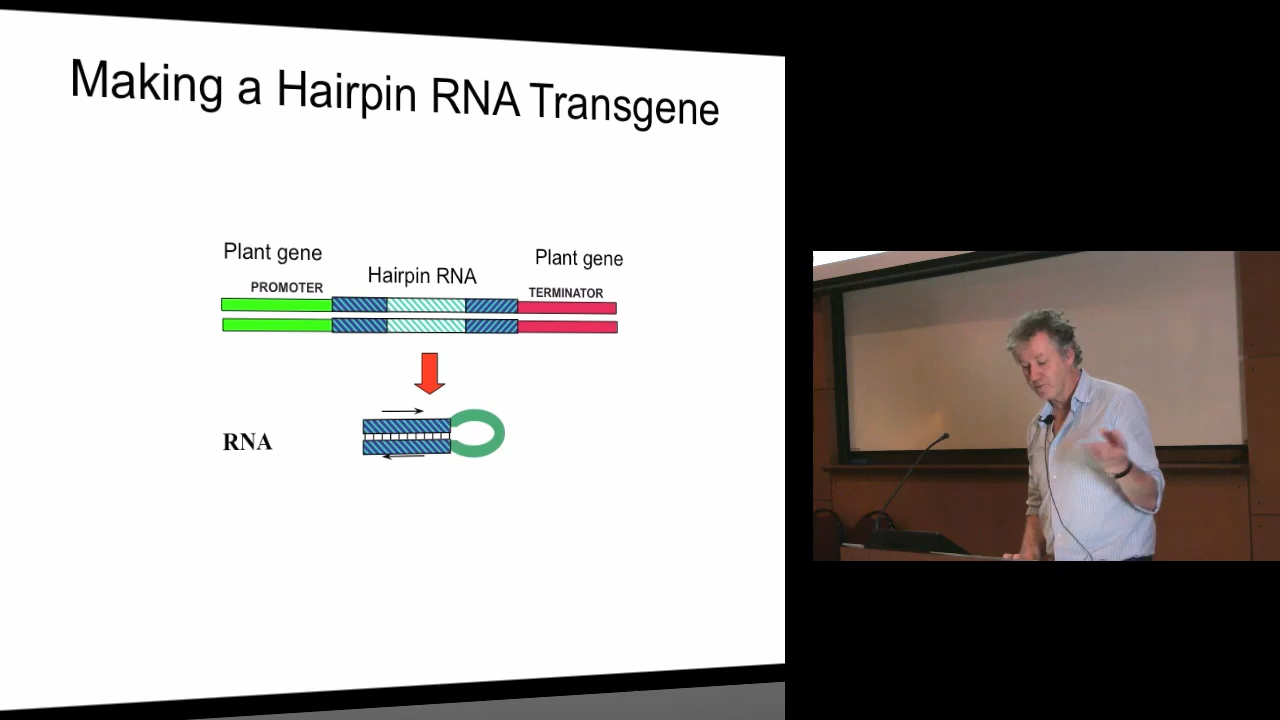 Making a Hairpin RNA Transgene
Plant gene
Hairpin RNA
Plant gene
PROMOTER
TERMINATOR
RNA